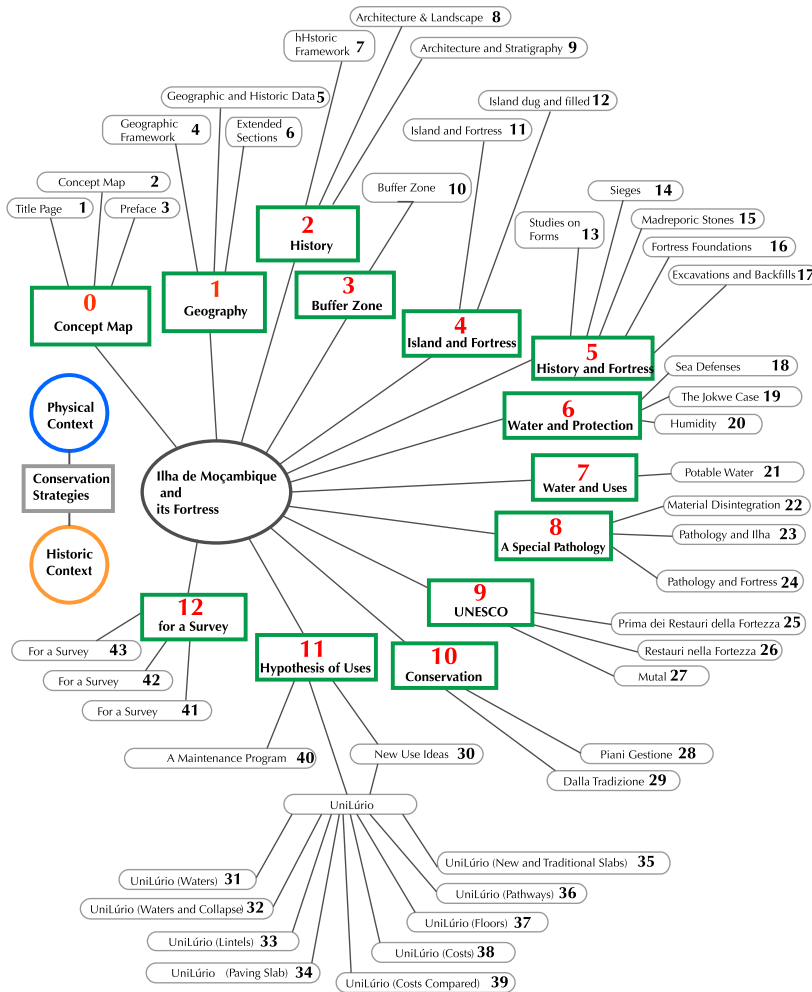 Architecture & Landscape 8
hHstoric
Framework 7
Architecture and Stratigraphy 9
Geographic and Historic Data 5
Island dug and filled 12
Geographic
Framework 4
Extended
Sections 6
Island and Fortress 11
Concept Map 2
Buffer Zone 10
Sieges 14
Title Page 1
Preface 3
Studies on
Forms 13
Madreporic Stones 15
Fortress Foundations 16
Excavations and Backfills 17
2
History
0
Concept Map
1
Geography
3
Buffer Zone
4
Island and Fortress
5
History and Fortress
Sea Defenses 18
The Jokwe Case 19
Humidity 20
6
Water and Protection
Physical
Context
Conservation
Strategies
Historic
Context
Ilha de Moçambique
and
its Fortress
7
Water and Uses
Potable Water 21
8
A Special Pathology
Material Disintegration 22
Pathology and Ilha 23
Pathology and Fortress 24
9
UNESCO
Prima dei Restauri della Fortezza 25
Restauri nella Fortezza 26
Mutal 27
12
for a Survey
For a Survey 43
For a Survey 42
For a Survey 41
11
Hypothesis of Uses
10
Conservation
A Maintenance Program 40
New Use Ideas 30
Piani Gestione 28
Dalla Tradizione 29
UniLúrio
UniLúrio (Waters) 31
UniLúrio (New and Traditional Slabs) 35
UniLúrio (Waters and Collapse) 32
UniLúrio (Pathways) 36
UniLúrio (Lintels) 33
UniLúrio (Floors) 37
UniLúrio (Paving Slab) 34
UniLúrio (Costs) 38
UniLúrio (Costs Compared) 39